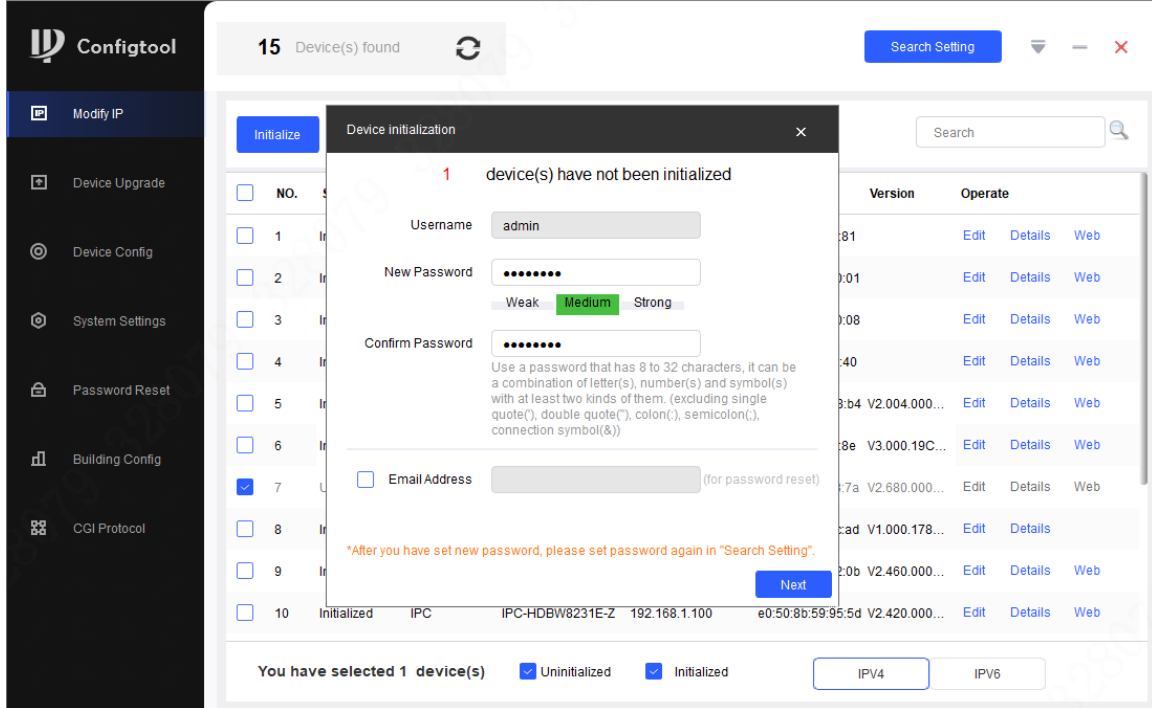 Configtool
15 Device(s) found
Search Setting
Modify IP
Device Upgrade
Device Config
System Settings
Password Reset
Building Config
CGI Protocol
Initialize
Search
Device initialization
1 device(s) have not been initialized
Username admin
New Password
Weak Medium Strong
Confirm Password
Use a password that has 8 to 32 characters, it can be
a combination of letter(s), number(s) and symbol(s)
with at least two kinds of them. (excluding single
quote('), double quote("), colon(:), semicolon(;),
connection symbol(&))
Email Address (for password reset)
*After you have set new password, please set password again in "Search Setting".
Next
NO. Version Operate
1 :81 Edit Details Web
2 0:01 Edit Details Web
3 0:08 Edit Details Web
4 :40 Edit Details Web
5 :b4 V2.004.000... Edit Details Web
6 :8e V3.000.19C... Edit Details Web
7 :7a V2.680.000... Edit Details Web
8 :ad V1.000.178... Edit Details
9 :0b V2.460.000... Edit Details Web
10 Initialized IPC IPC-HDBW8231E-Z 192.168.1.100 e0:50:8b:59:95:5d V2.420.000... Edit Details Web
You have selected 1 device(s) Uninitialized Initialized IPV4 IPV6